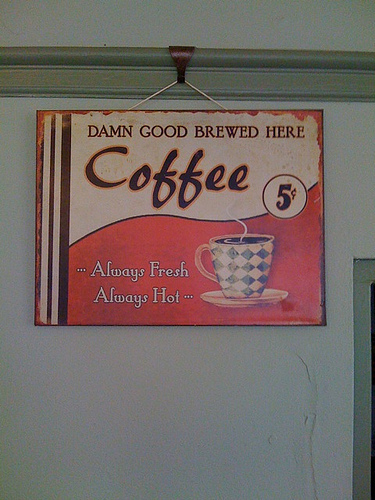 DAMN GOOD BREWED HERE
Coffee
5¢
... Always Fresh
Always Hot ...